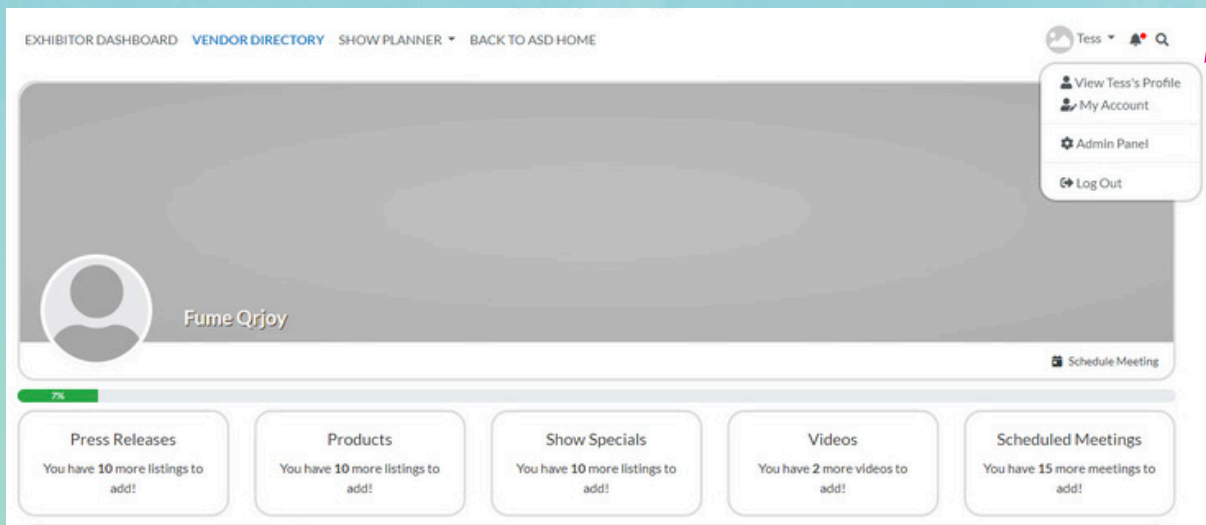 EXHIBITOR DASHBOARD VENDOR DIRECTORY SHOW PLANNER BACK TO ASD HOME Tess
View Tess's Profile
My Account
Admin Panel
Log Out
Fume Qrjoy
Schedule Meeting
7%
Press Releases
You have 10 more listings to
add!
Products
You have 10 more listings to
add!
Show Specials
You have 10 more listings to
add!
Videos
You have 2 more videos to
add!
Scheduled Meetings
You have 15 more meetings to
add!